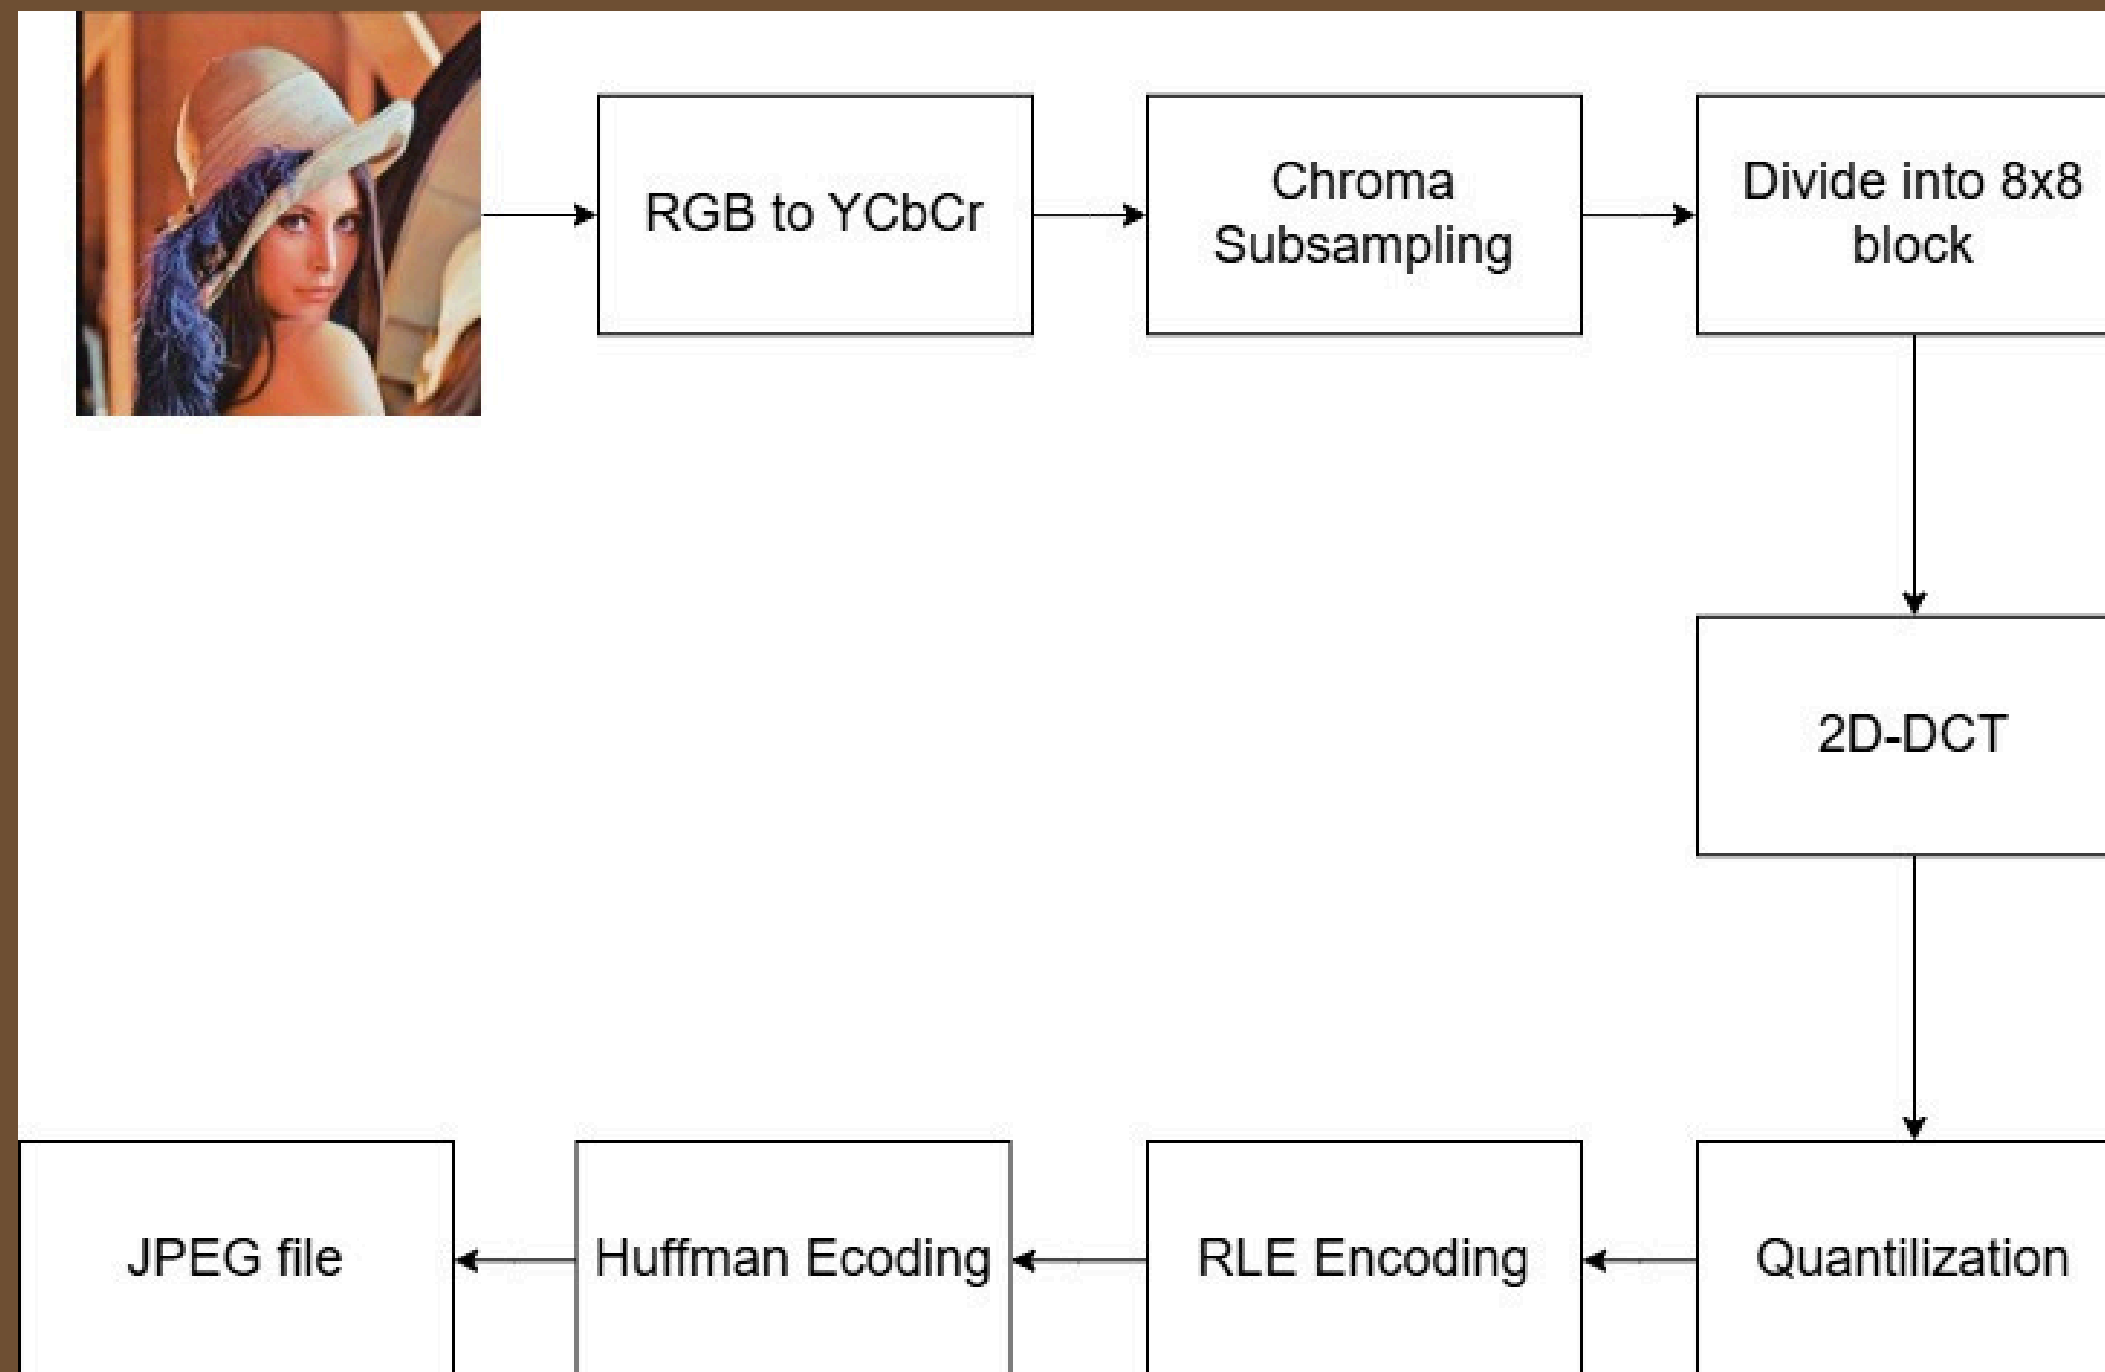 RGB to YCbCr
Chroma
Subsampling
Divide into 8x8
block
2D-DCT
Quantilization
RLE Encoding
Huffman Ecoding
JPEG file